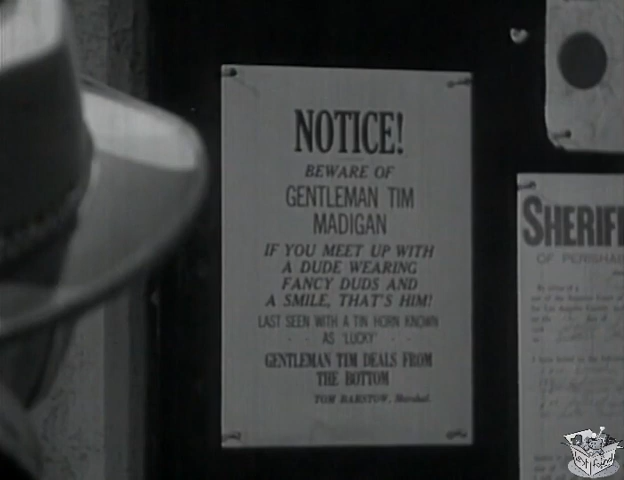 NOTICE!
BEWARE OF
GENTLEMAN TIM
MADIGAN
IF YOU MEET UP WITH
A DUDE WEARING
FANCY DUDS AND
A SMILE, THAT'S HIM!
LAST SEEN WITH A TIN HORN KNOWN
- - AS 'LUCKY' - -
GENTLEMAN TIM DEALS FROM
THE BOTTOM
TOM BARSTOW, Marshal.
SHERIF
OF PERISHA